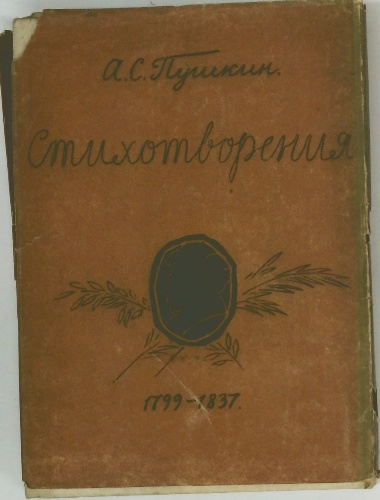 А.С. Пушкин.
Стихотворения
1799-1837.